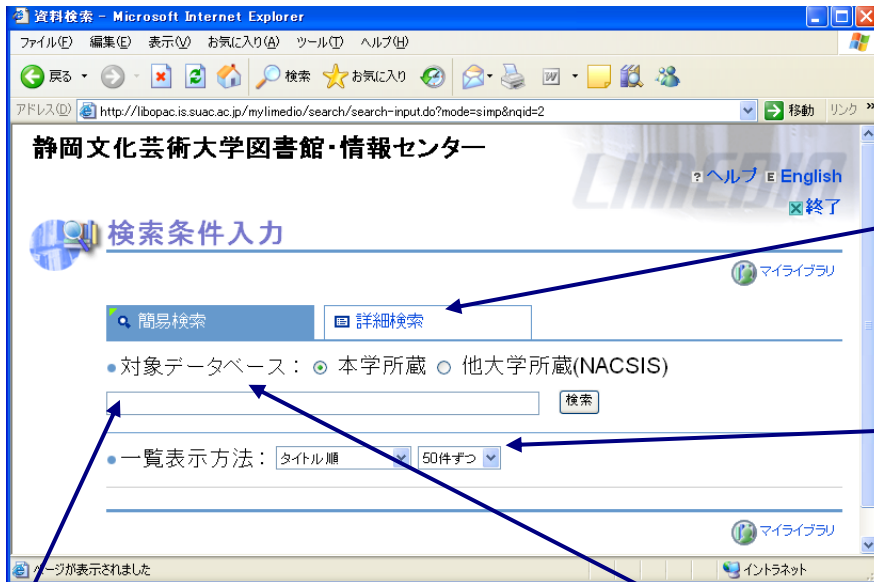 資料検索 - Microsoft Internet Explorer
ファイル(F) 編集(E) 表示(V) お気に入り(A) ツール(T) ヘルプ(H)
戻る 検索 お気に入り
アドレス(D) http://libopac.is.suac.ac.jp/mylimedio/search/search-input.do?mode=simp&nqid=2 移動 リンク »
静岡文化芸術大学図書館・情報センター
LIMEDIO
? ヘルプ E English
終了
検索条件入力
マイライブラリ
簡易検索 詳細検索
対象データベース： 本学所蔵 他大学所蔵(NACSIS)
検索
一覧表示方法： タイトル順 50件ずつ
マイライブラリ
ページが表示されました イントラネット